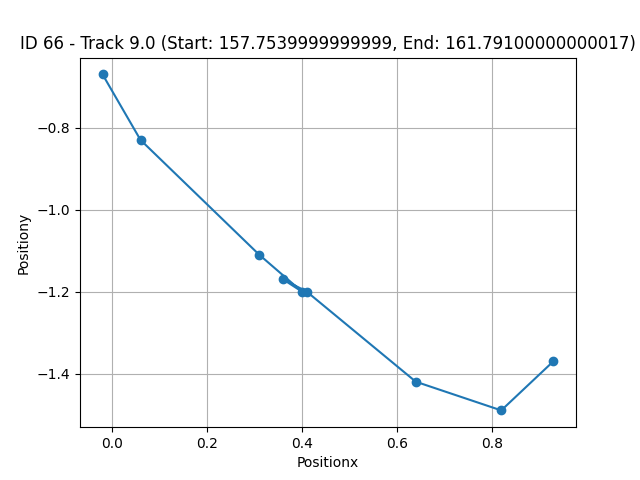 ID 66 - Track 9.0 (Start: 157.7539999999999, End: 161.79100000000017)
−0.8
−1.0
−1.2
−1.4
Positiony
0.0 0.2 0.4 0.6 0.8
Positionx